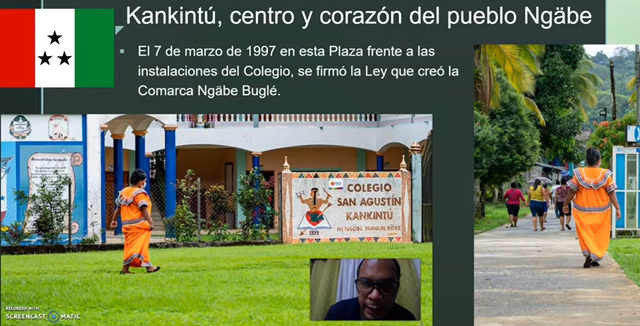 Kankintú, centro y corazón del pueblo Ngäbe
El 7 de marzo de 1997 en esta Plaza frente a las
instalaciones del Colegio, se firmó la Ley que creó la
Comarca Ngäbe Buglé.
COLEGIO
SAN AGUSTÍN
KANKINTÚ
RECORDED WITH
SCREENCAST MATIC